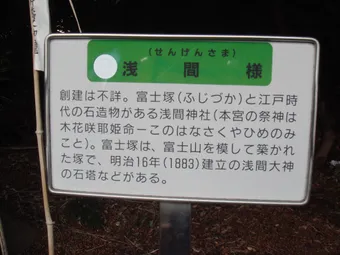 (せんげんさま)
浅間様
創建は不詳。富士塚(ふじづか)と江戸時
代の石造物がある浅間神社(本宮の祭神は
木花咲耶姫命ーこのはなさくやひめのみ
こと)。富士塚は、富士山を模して築かれ
た塚で、明治16年(1883)建立の浅間大神
の石塔などがある。